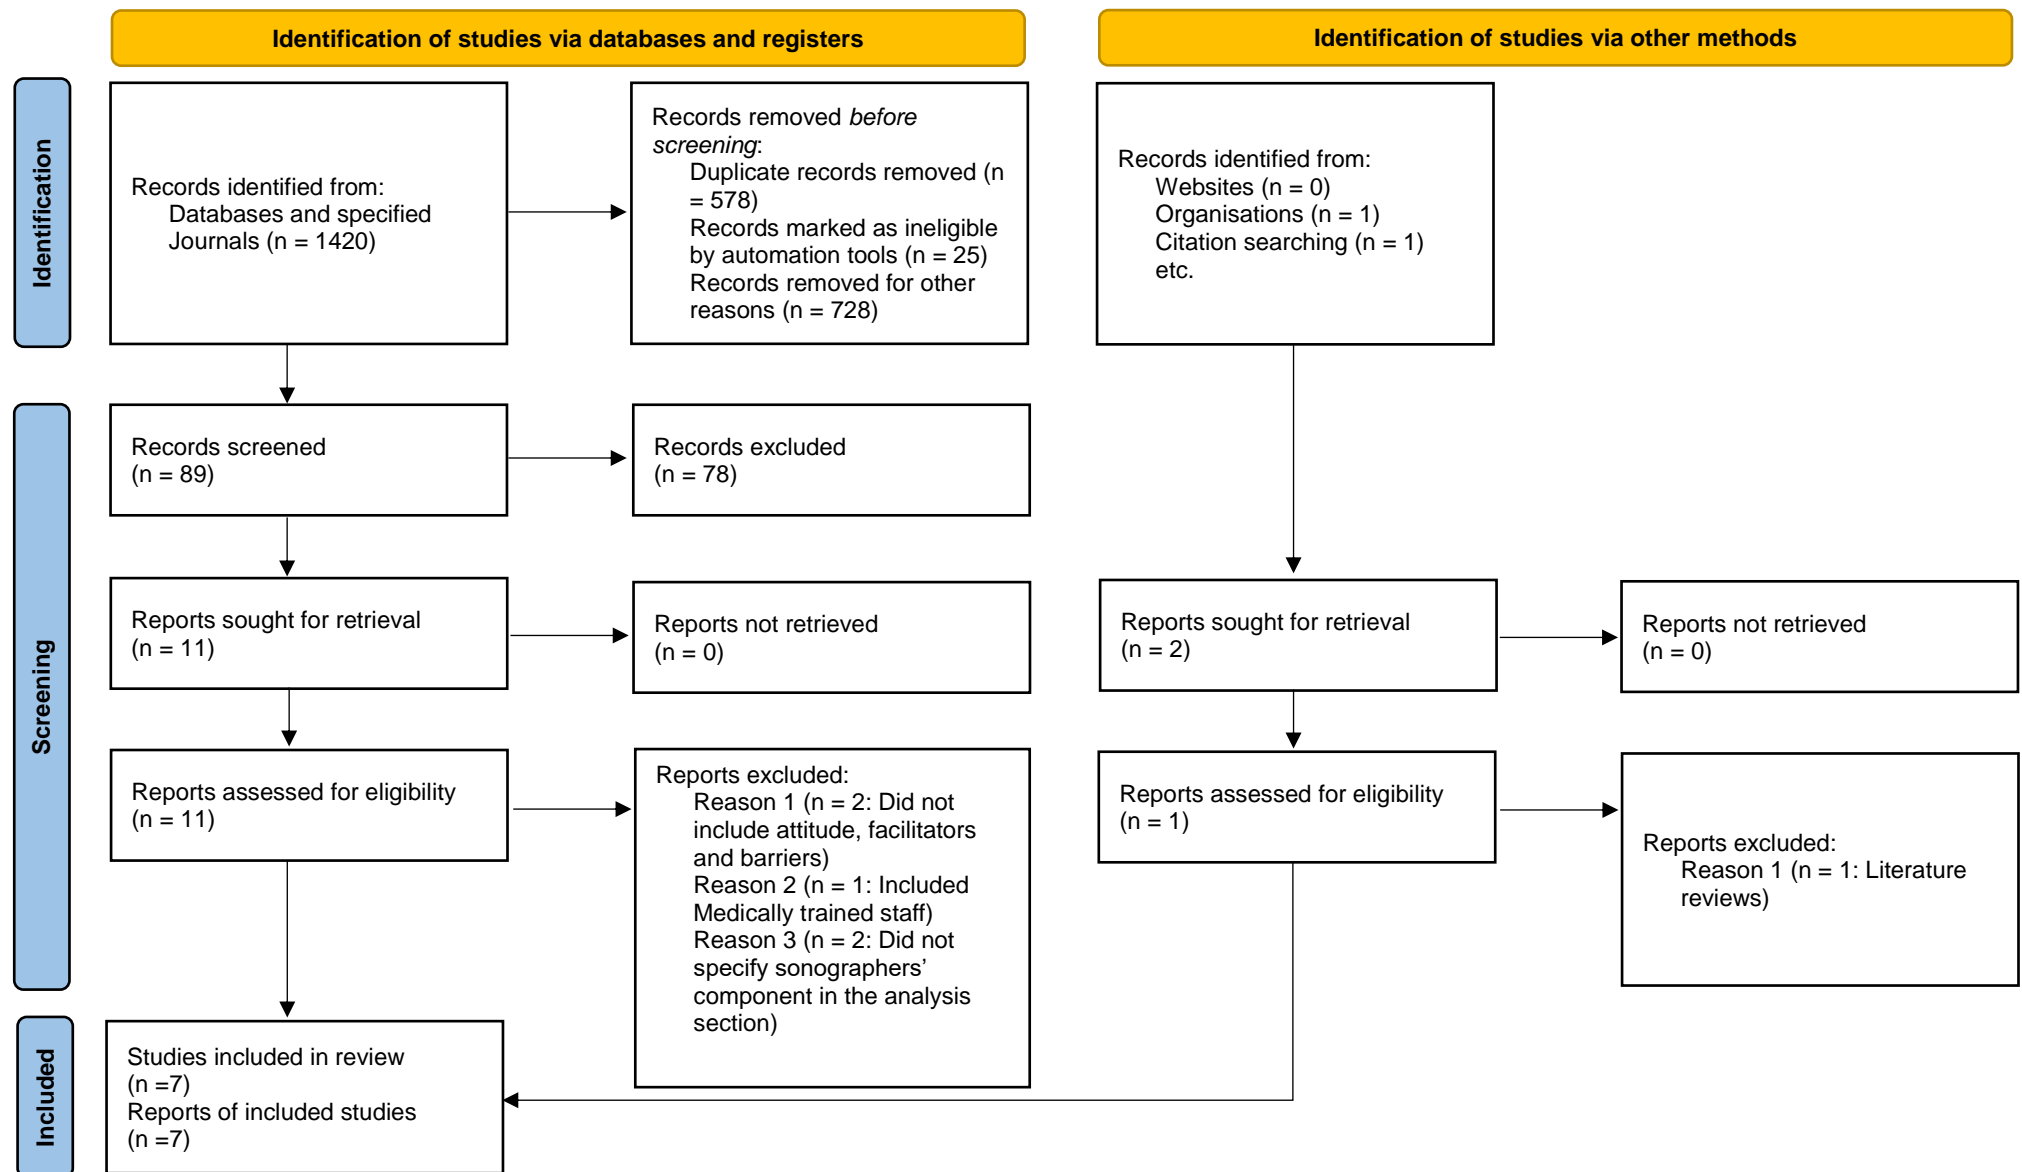 Identification of studies via databases and registers
Identification of studies via other methods
Identification
Records identified from:
Databases and specified
Journals (n = 1420)
Records removed before
screening:
Duplicate records removed (n
= 578)
Records marked as ineligible
by automation tools (n = 25)
Records removed for other
reasons (n = 728)
Records identified from:
Websites (n = 0)
Organisations (n = 1)
Citation searching (n = 1)
etc.
Screening
Records screened
(n = 89)
Records excluded
(n = 78)
Reports sought for retrieval
(n = 11)
Reports not retrieved
(n = 0)
Reports sought for retrieval
(n = 2)
Reports not retrieved
(n = 0)
Reports assessed for eligibility
(n = 11)
Reports excluded:
Reason 1 (n = 2: Did not
include attitude, facilitators
and barriers)
Reason 2 (n = 1: Included
Medically trained staff)
Reason 3 (n = 2: Did not
specify sonographers’
component in the analysis
section)
Reports assessed for eligibility
(n = 1)
Reports excluded:
Reason 1 (n = 1: Literature
reviews)
Included
Studies included in review
(n =7)
Reports of included studies
(n =7)